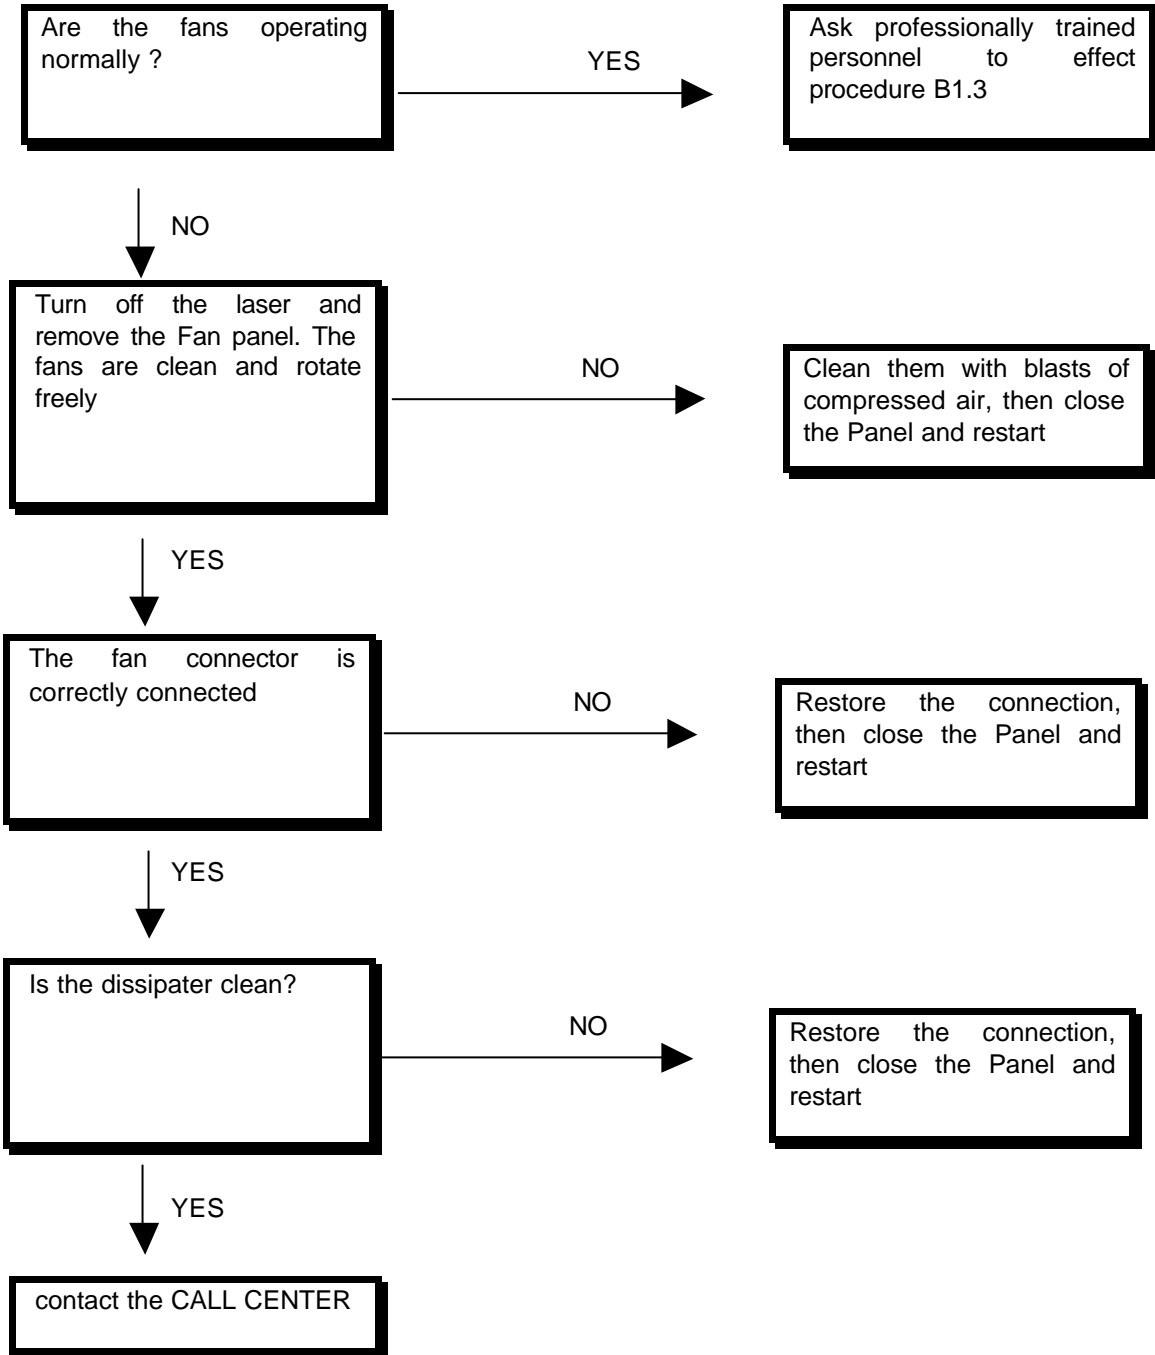 Are the fans operating
normally ?
YES
Ask professionally trained
personnel to effect
procedure B1.3
NO
Turn off the laser and
remove the Fan panel. The
fans are clean and rotate
freely
NO
Clean them with blasts of
compressed air, then close
the Panel and restart
YES
The fan connector is
correctly connected
NO
Restore the connection,
then close the Panel and
restart
YES
Is the dissipater clean?
NO
Restore the connection,
then close the Panel and
restart
YES
contact the CALL CENTER